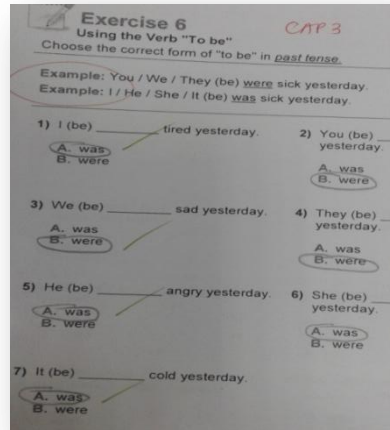 Exercise 6
CAP 3
Using the Verb "To be"
Choose the correct form of "to be" in past tense.
Example: You / We / They (be) were sick yesterday.
Example: I / He / She / It (be) was sick yesterday.
1) I (be) ________ tired yesterday.
A. was
B. were
2) You (be)
yesterday.
A. was
B. were
3) We (be) ________ sad yesterday.
A. was
B. were
4) They (be)
yesterday.
A. was
B. were
5) He (be) ________ angry yesterday.
A. was
B. were
6) She (be)
yesterday.
A. was
B. were
7) It (be) ________ cold yesterday.
A. was
B. were